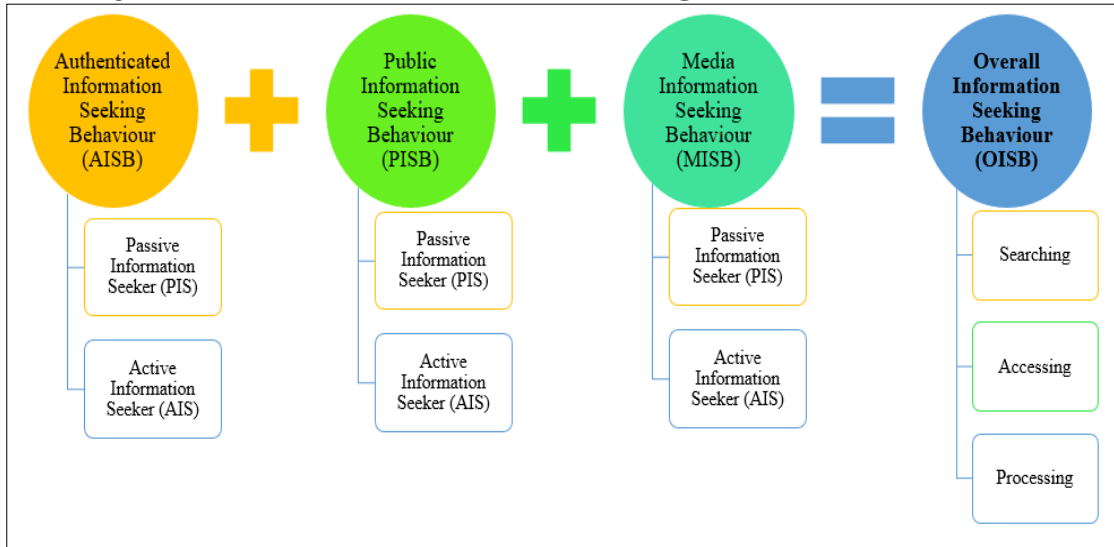 Authenticated
Information
Seeking
Behaviour
(AISB)
Passive
Information
Seeker (PIS)
Active
Information
Seeker (AIS)
Public
Information
Seeking
Behaviour
(PISB)
Passive
Information
Seeker (PIS)
Active
Information
Seeker (AIS)
Media
Information
Seeking
Behaviour
(MISB)
Passive
Information
Seeker (PIS)
Active
Information
Seeker (AIS)
Overall
Information
Seeking
Behaviour
(OISB)
Searching
Accessing
Processing